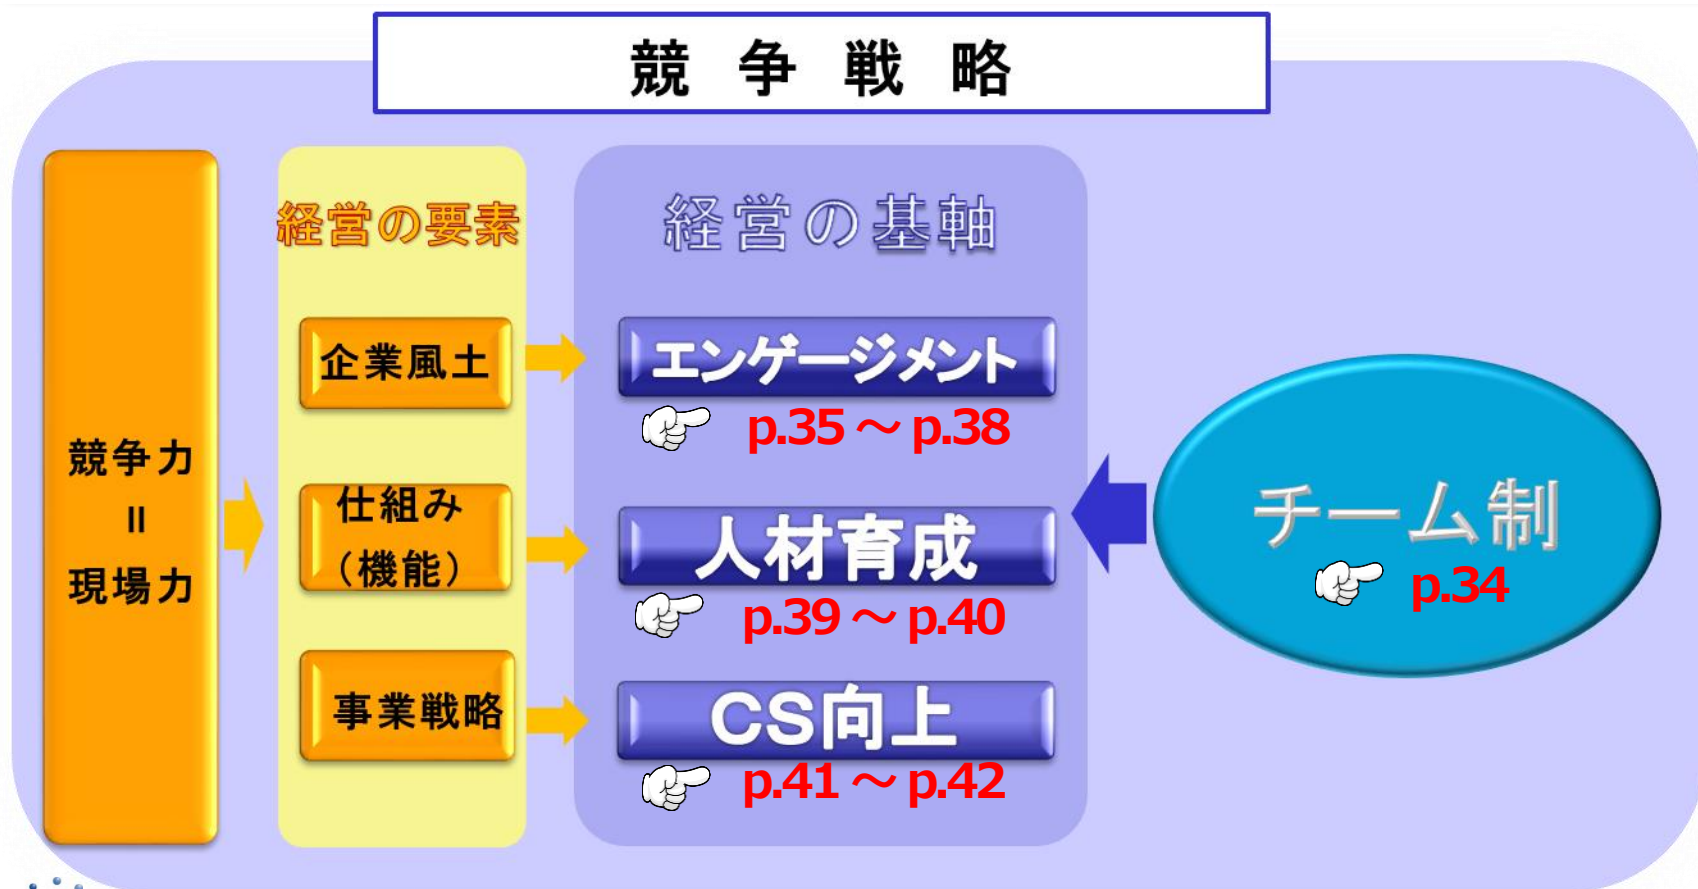 競争戦略
競争力
=
現場力
経営の要素
企業風土
仕組み
(機能)
事業戦略
経営の基軸
エンゲージメント
p.35～p.38
人材育成
p.39～p.40
CS向上
p.41～p.42
チーム制
p.34